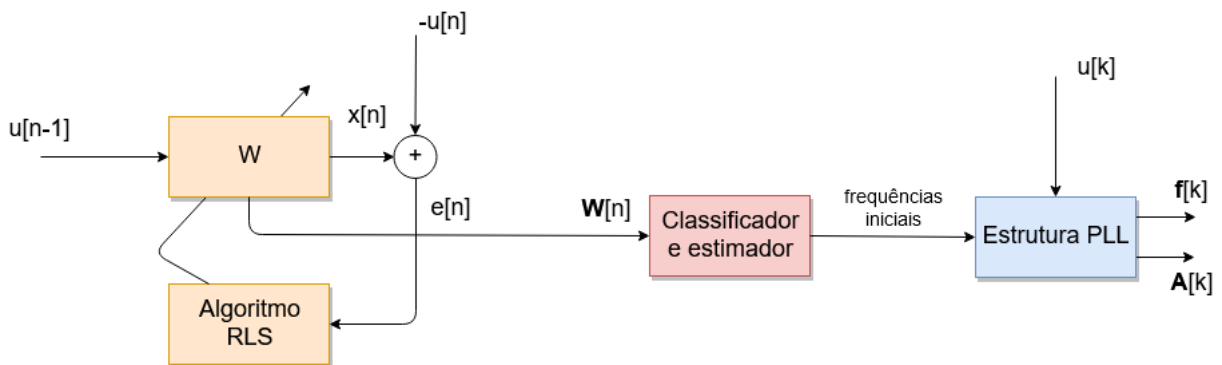 -u[n]
u[n-1]
W
x[n]
+
e[n]
Algoritmo
RLS
W[n]
Classificador
e estimador
frequências
iniciais
u[k]
Estrutura PLL
f[k]
A[k]